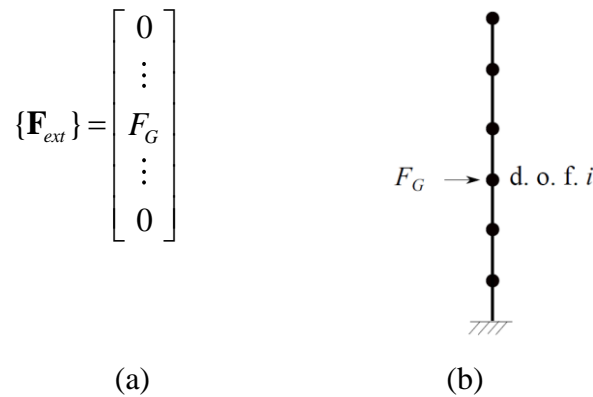 {F_ext} = [0 ⋮ F_G ⋮ 0]
F_G → d. o. f. i
(a)
(b)